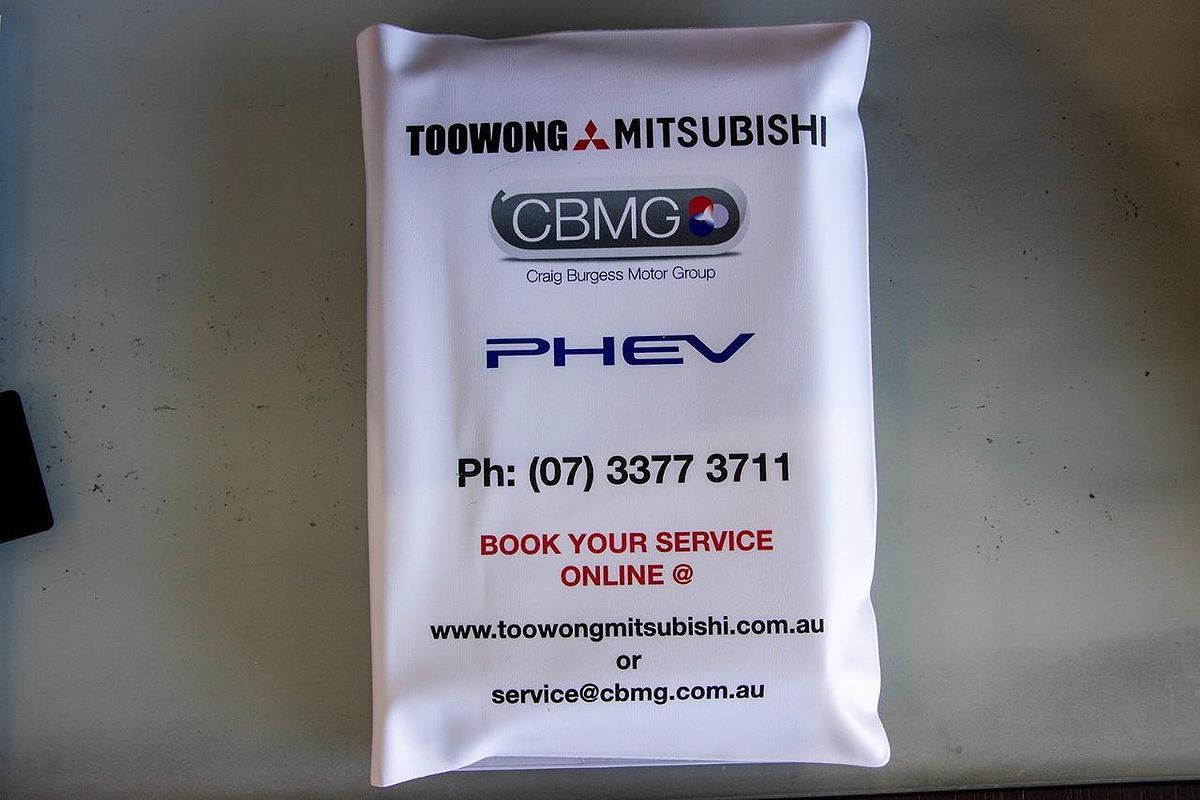 TOOWONG MITSUBISHI
CBMG
Craig Burgess Motor Group
PHEV
Ph: (07) 3377 3711
BOOK YOUR SERVICE
ONLINE @
www.toowongmitsubishi.com.au
or
service@cbmg.com.au